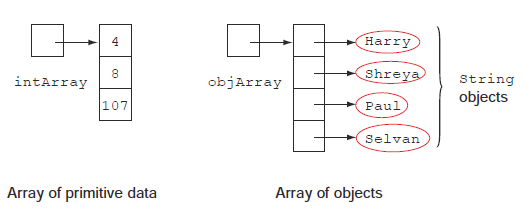 4
8
107
intArray
Harry
Shreya
Paul
Selvan
objArray
String
objects
Array of primitive data
Array of objects